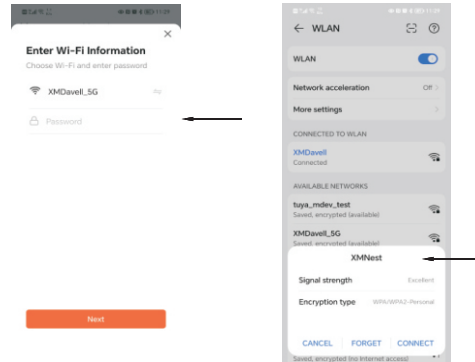 Enter Wi-Fi Information
Choose Wi-Fi and enter password
XMDavell_5G
Password
Next
WLAN
WLAN
Network acceleration
Off
More settings
CONNECTED TO WLAN
XMDavell
Connected
AVAILABLE NETWORKS
tuya_mdev_test
Saved, encrypted (available)
XMDavell_5G
Saved, encrypted (available)
XMNest
Signal strength
Excellent
Encryption type
WPA/WPA2-Personal
CANCEL FORGET CONNECT
Saved, encrypted (no Internet access)